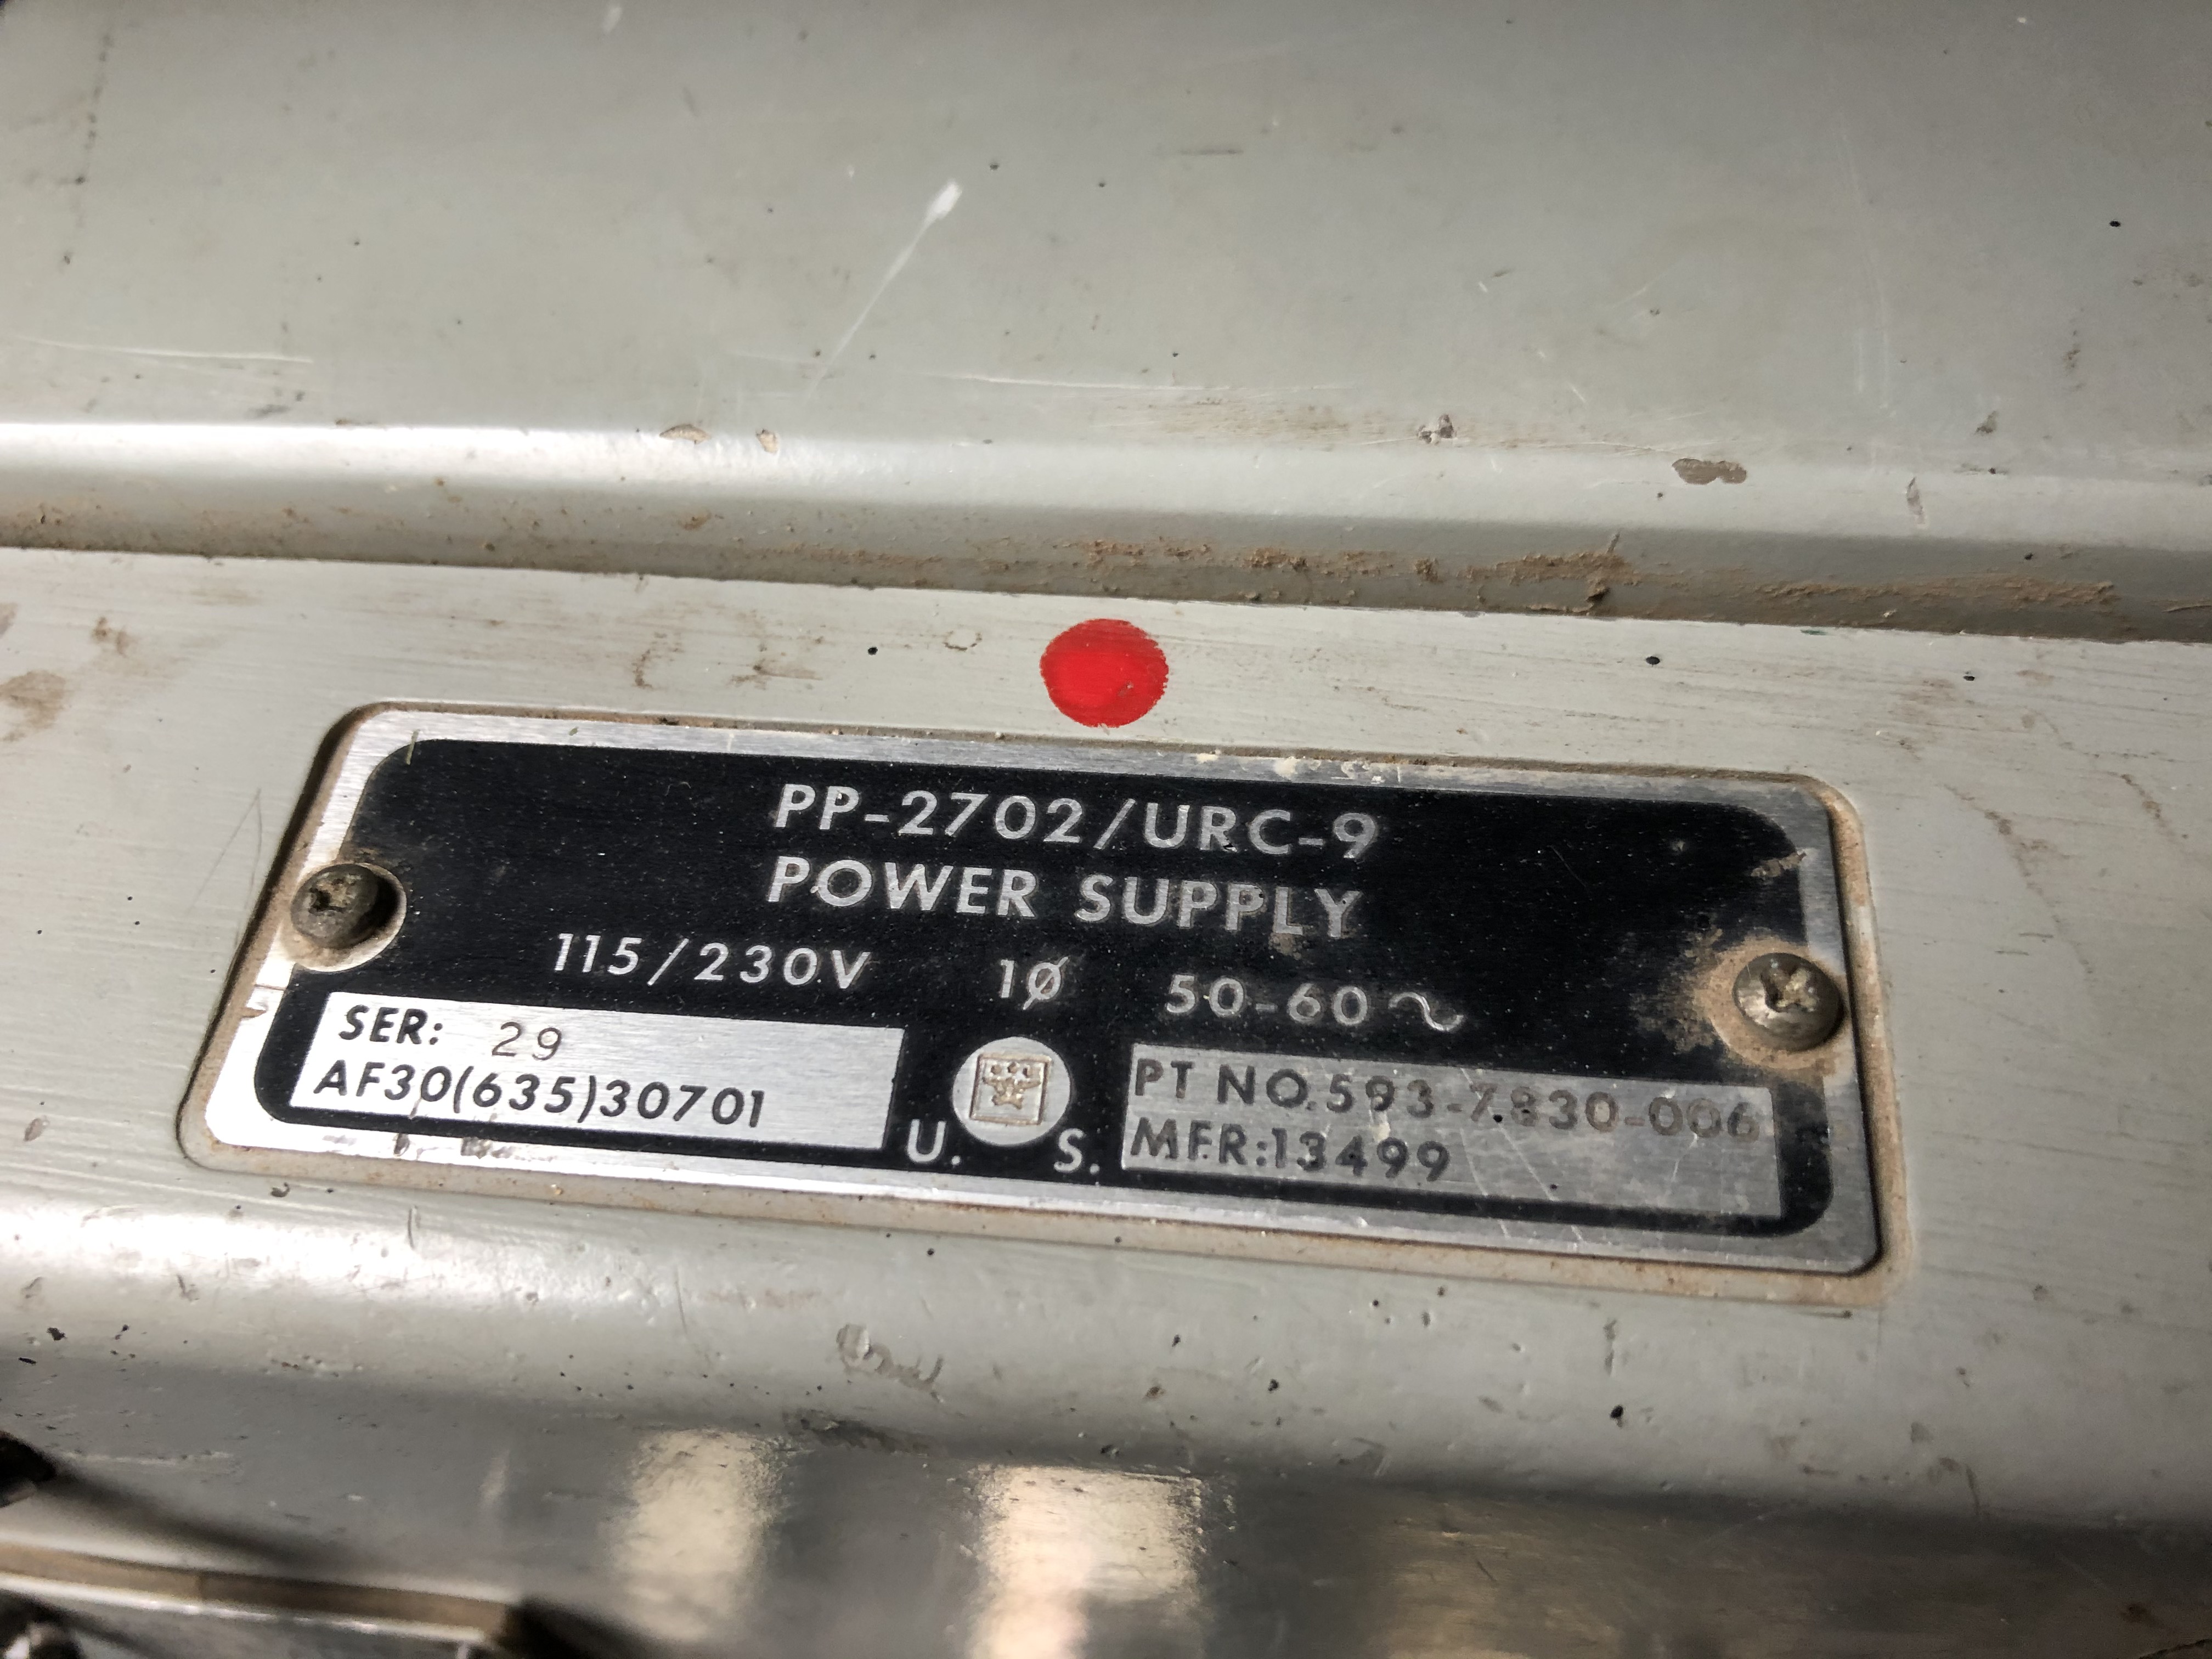 PP-2702/URC-9
POWER SUPPLY
115/230V 1Ø 50-60~
SER: 29
AF30(635)30701
U. S.
PT NO.593-7830-006
MFR:13499